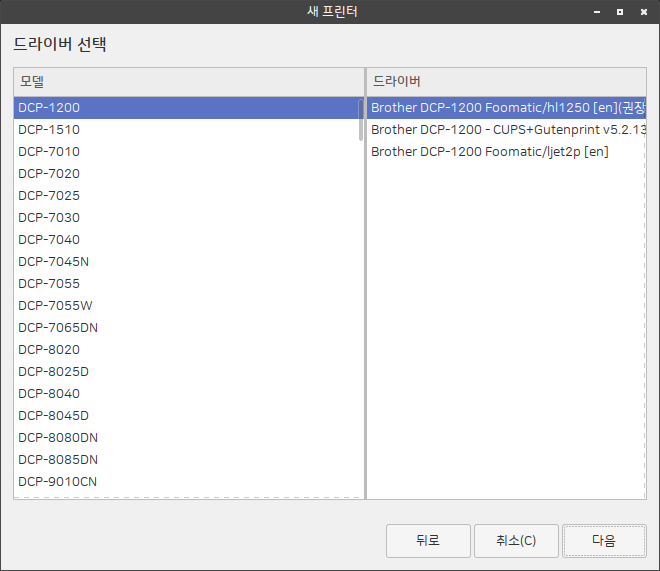 새 프린터
드라이버 선택
모델
드라이버
DCP-1200
DCP-1510
DCP-7010
DCP-7020
DCP-7025
DCP-7030
DCP-7040
DCP-7045N
DCP-7055
DCP-7055W
DCP-7065DN
DCP-8020
DCP-8025D
DCP-8040
DCP-8045D
DCP-8080DN
DCP-8085DN
DCP-9010CN
Brother DCP-1200 Foomatic/hl1250 [en](권장
Brother DCP-1200 - CUPS+Gutenprint v5.2.13
Brother DCP-1200 Foomatic/ljet2p [en]
뒤로
취소(C)
다음